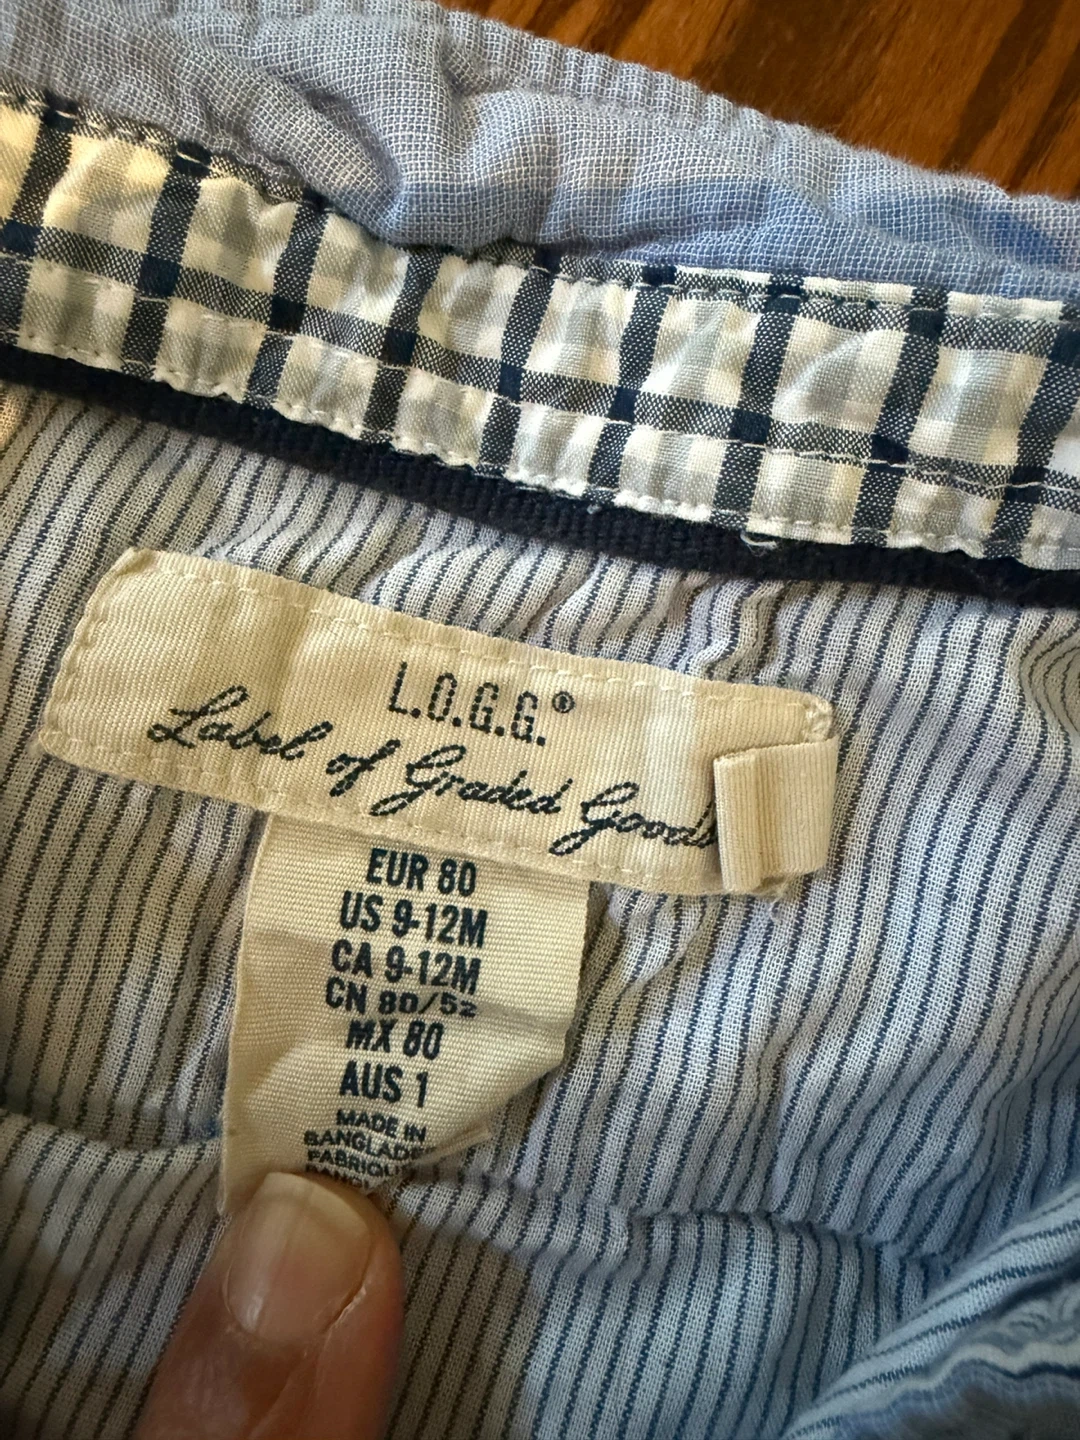 L.O.G.G.®
Label of Graded Goods
EUR 80
US 9-12M
CA 9-12M
CN 80/52
MX 80
AUS 1
MADE IN